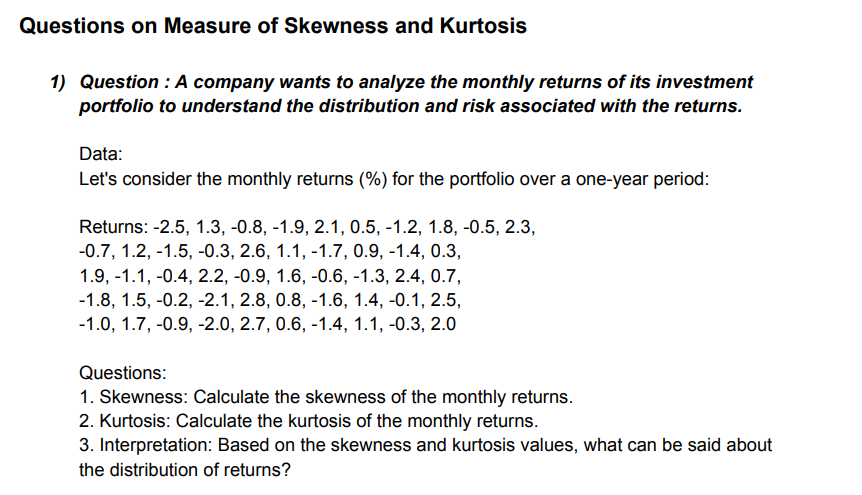 Questions on Measure of Skewness and Kurtosis
1) Question : A company wants to analyze the monthly returns of its investment
portfolio to understand the distribution and risk associated with the returns.
Data:
Let's consider the monthly returns (%) for the portfolio over a one-year period:
Returns: -2.5, 1.3, -0.8, -1.9, 2.1, 0.5, -1.2, 1.8, -0.5, 2.3,
-0.7, 1.2, -1.5, -0.3, 2.6, 1.1, -1.7, 0.9, -1.4, 0.3,
1.9, -1.1, -0.4, 2.2, -0.9, 1.6, -0.6, -1.3, 2.4, 0.7,
-1.8, 1.5, -0.2, -2.1, 2.8, 0.8, -1.6, 1.4, -0.1, 2.5,
-1.0, 1.7, -0.9, -2.0, 2.7, 0.6, -1.4, 1.1, -0.3, 2.0
Questions:
1. Skewness: Calculate the skewness of the monthly returns.
2. Kurtosis: Calculate the kurtosis of the monthly returns.
3. Interpretation: Based on the skewness and kurtosis values, what can be said about
the distribution of returns?